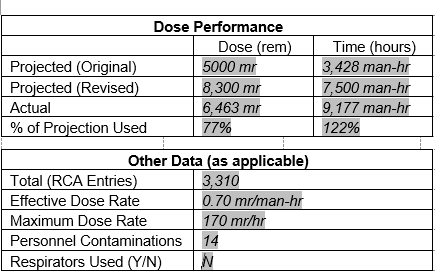 Dose Performance
Dose (rem) Time (hours)
Projected (Original) 5000 mr 3,428 man-hr
Projected (Revised) 8,300 mr 7,500 man-hr
Actual 6,463 mr 9,177 man-hr
% of Projection Used 77% 122%
Other Data (as applicable)
Total (RCA Entries) 3,310
Effective Dose Rate 0.70 mr/man-hr
Maximum Dose Rate 170 mr/hr
Personnel Contaminations 14
Respirators Used (Y/N) N